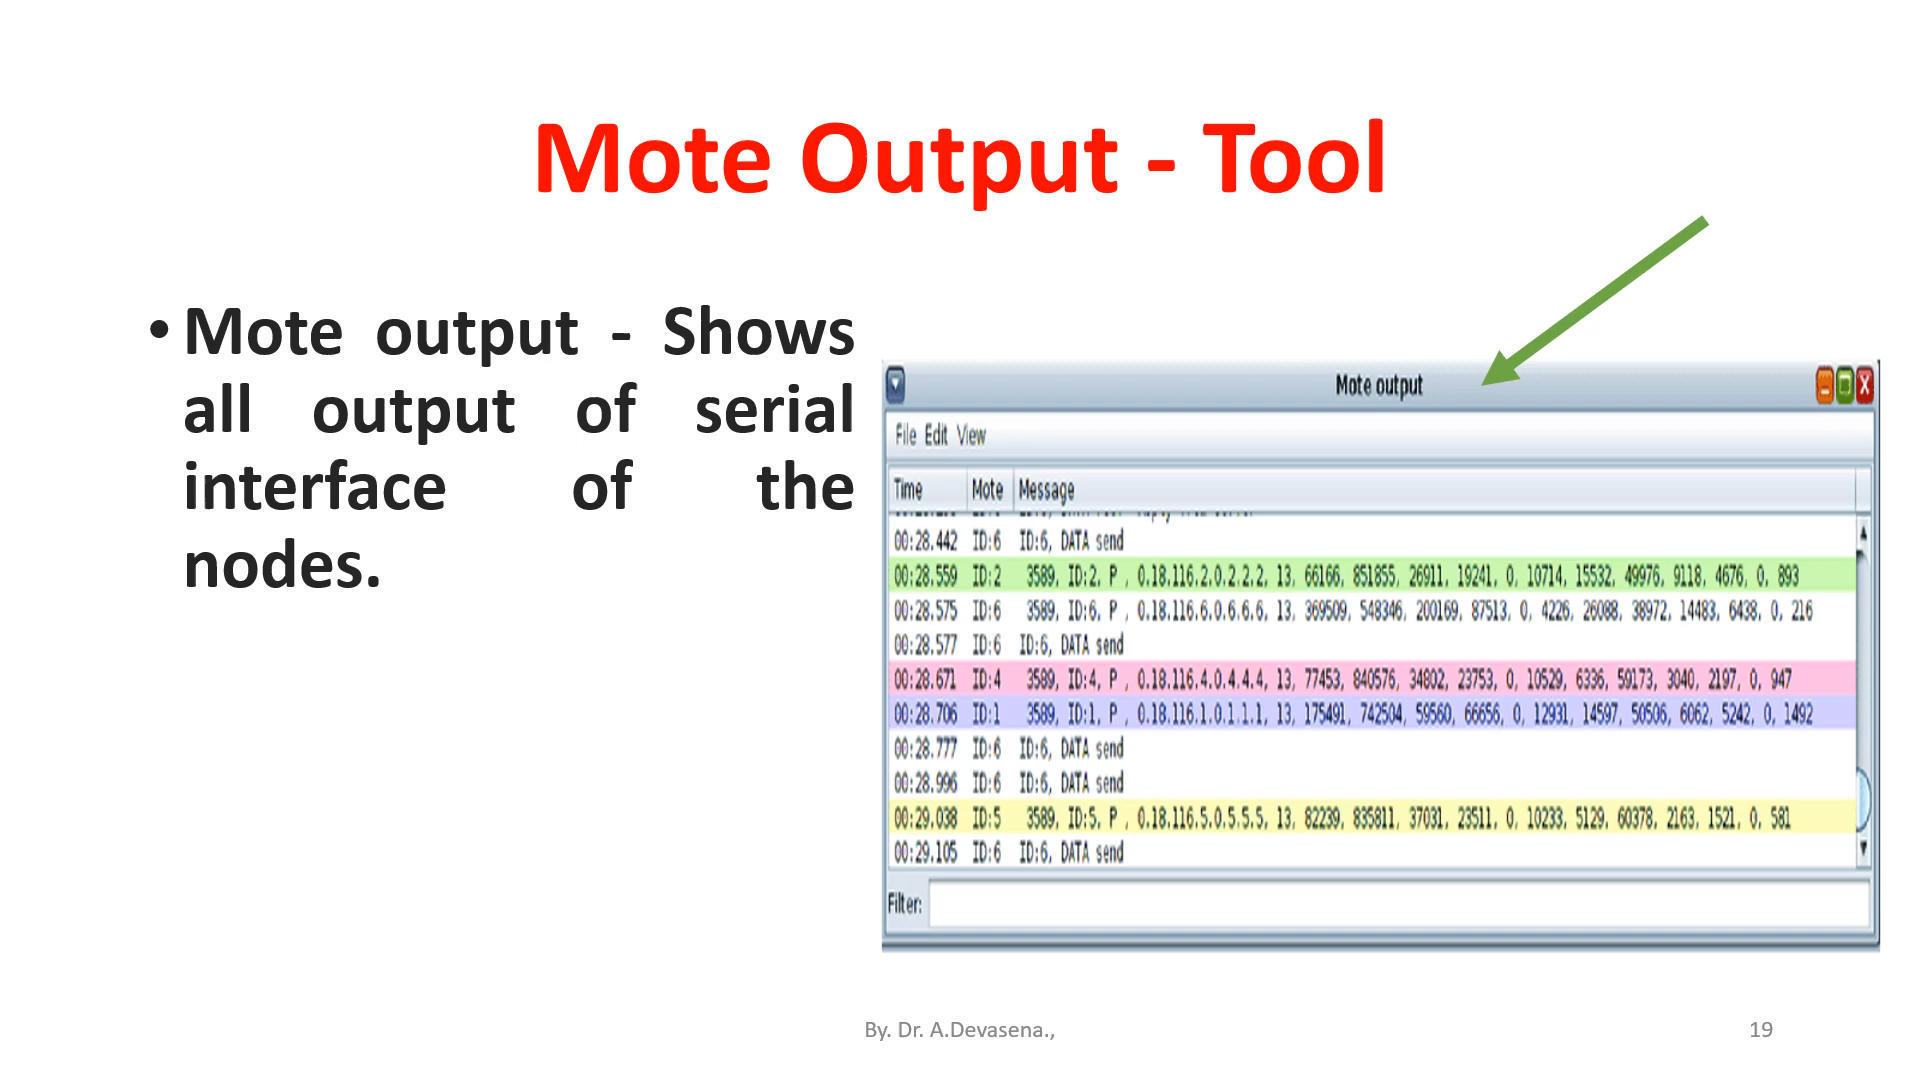 Mote Output - Tool
• Mote output - Shows
all output of serial
interface of the
nodes.
Mote output
File Edit View
Time Mote Message
00:28.442 ID:6 ID:6, DATA send
00:28.559 ID:2 3589, ID:2, P , 0.18.116.2.0.2.2.2, 13, 66166, 851855, 26911, 19241, 0, 10714, 15532, 49976, 9118, 4676, 0, 893
00:28.575 ID:6 3589, ID:6, P , 0.18.116.6.0.6.6.6, 13, 369509, 548346, 200169, 87513, 0, 4226, 26088, 38972, 14483, 6438, 0, 216
00:28.577 ID:6 ID:6, DATA send
00:28.671 ID:4 3589, ID:4, P , 0.18.116.4.0.4.4.4, 13, 77453, 840576, 34802, 23753, 0, 10529, 6336, 59173, 3040, 2197, 0, 947
00:28.706 ID:1 3589, ID:1, P , 0.18.116.1.0.1.1.1, 13, 175491, 742504, 59560, 66656, 0, 12931, 14597, 50506, 6062, 5242, 0, 1492
00:28.777 ID:6 ID:6, DATA send
00:28.996 ID:6 ID:6, DATA send
00:29.038 ID:5 3589, ID:5, P , 0.18.116.5.0.5.5.5, 13, 82239, 835811, 37031, 23511, 0, 10233, 5129, 60378, 2163, 1521, 0, 581
00:29.105 ID:6 ID:6, DATA send
Filter:
By. Dr. A.Devasena.,
19